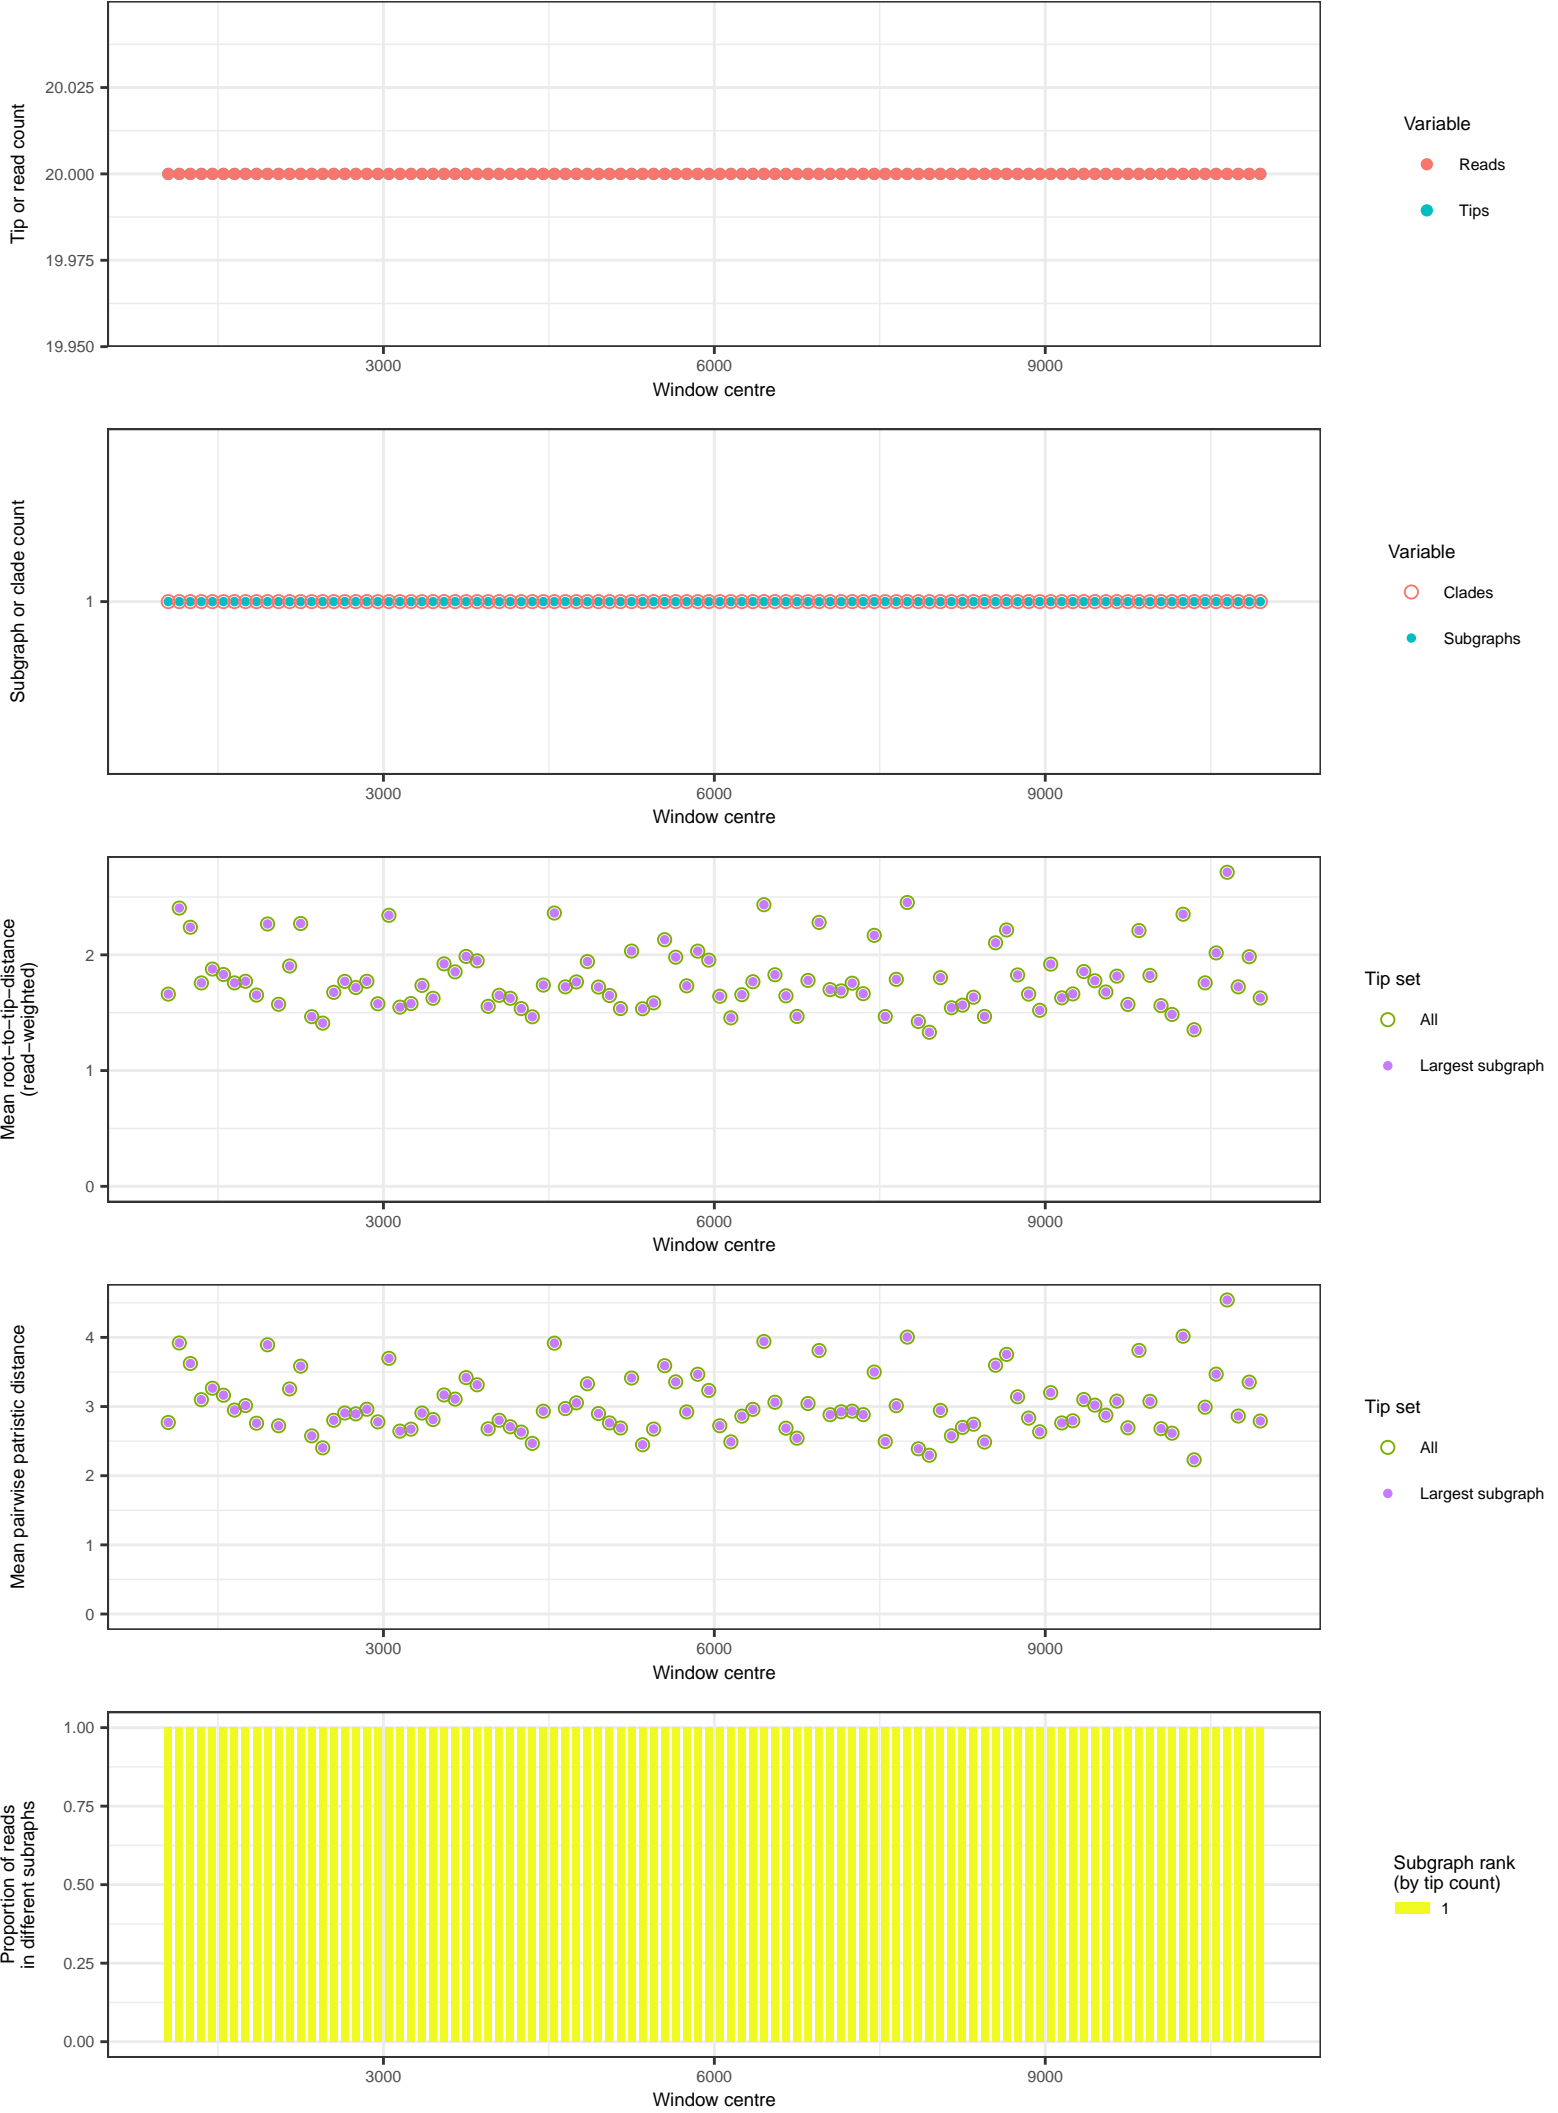 20.025
20.000
19.975
19.950
Tip or read count
3000 6000 9000
Window centre
Variable
Reads
Tips
1
Subgraph or clade count
3000 6000 9000
Window centre
Variable
Clades
Subgraphs
2
1
0
Mean root−to−tip−distance
(read−weighted)
3000 6000 9000
Window centre
Tip set
All
Largest subgraph
4
3
2
1
0
Mean pairwise patristic distance
3000 6000 9000
Window centre
Tip set
All
Largest subgraph
1.00
0.75
0.50
0.25
0.00
Proportion of reads
in different subraphs
3000 6000 9000
Window centre
Subgraph rank
(by tip count)
1